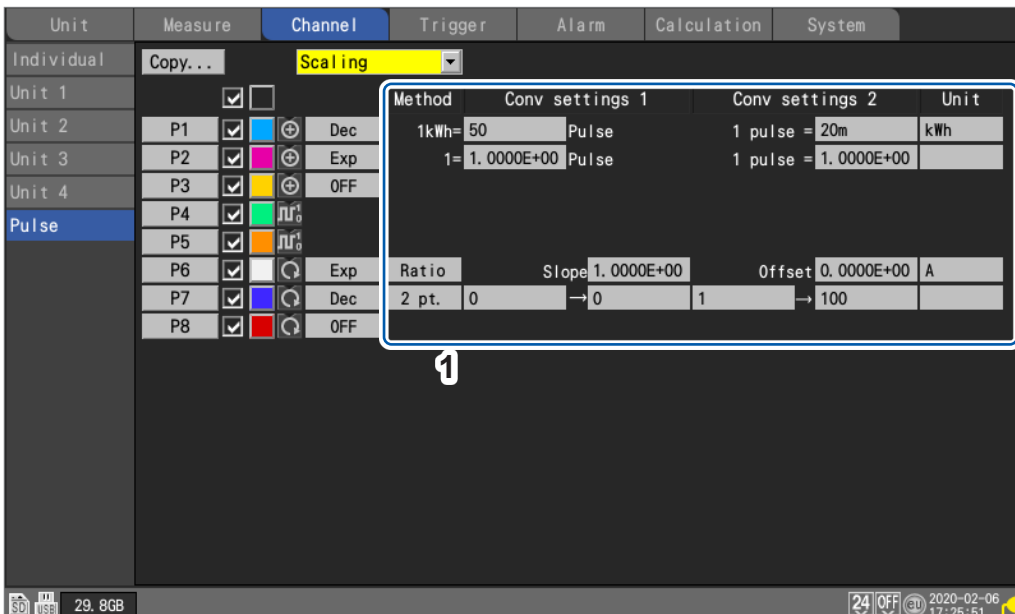 Unit Measure Channel Trigger Alarm Calculation System
Individual Copy... Scaling
Unit 1 Method Conv settings 1 Conv settings 2 Unit
Unit 2 P1 Dec 1kWh= 50 Pulse 1 pulse = 20m kWh
Unit 3 P2 Exp 1= 1.0000E+00 Pulse 1 pulse = 1.0000E+00
P3 OFF
Unit 4 P4
Pulse P5
P6 Exp Ratio Slope 1.0000E+00 Offset 0.0000E+00 A
P7 Dec 2 pt. 0 →0 1 → 100
P8 OFF
1
SD USB 29.8GB 24 OFF eu 2020-02-06
17:25:51